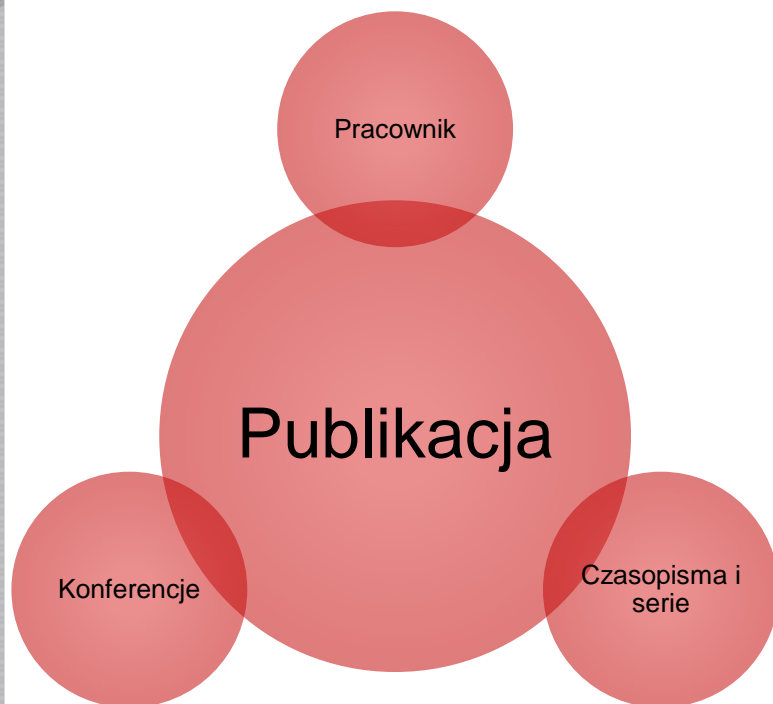 Pracownik
Publikacja
Konferencje
Czasopisma i
serie